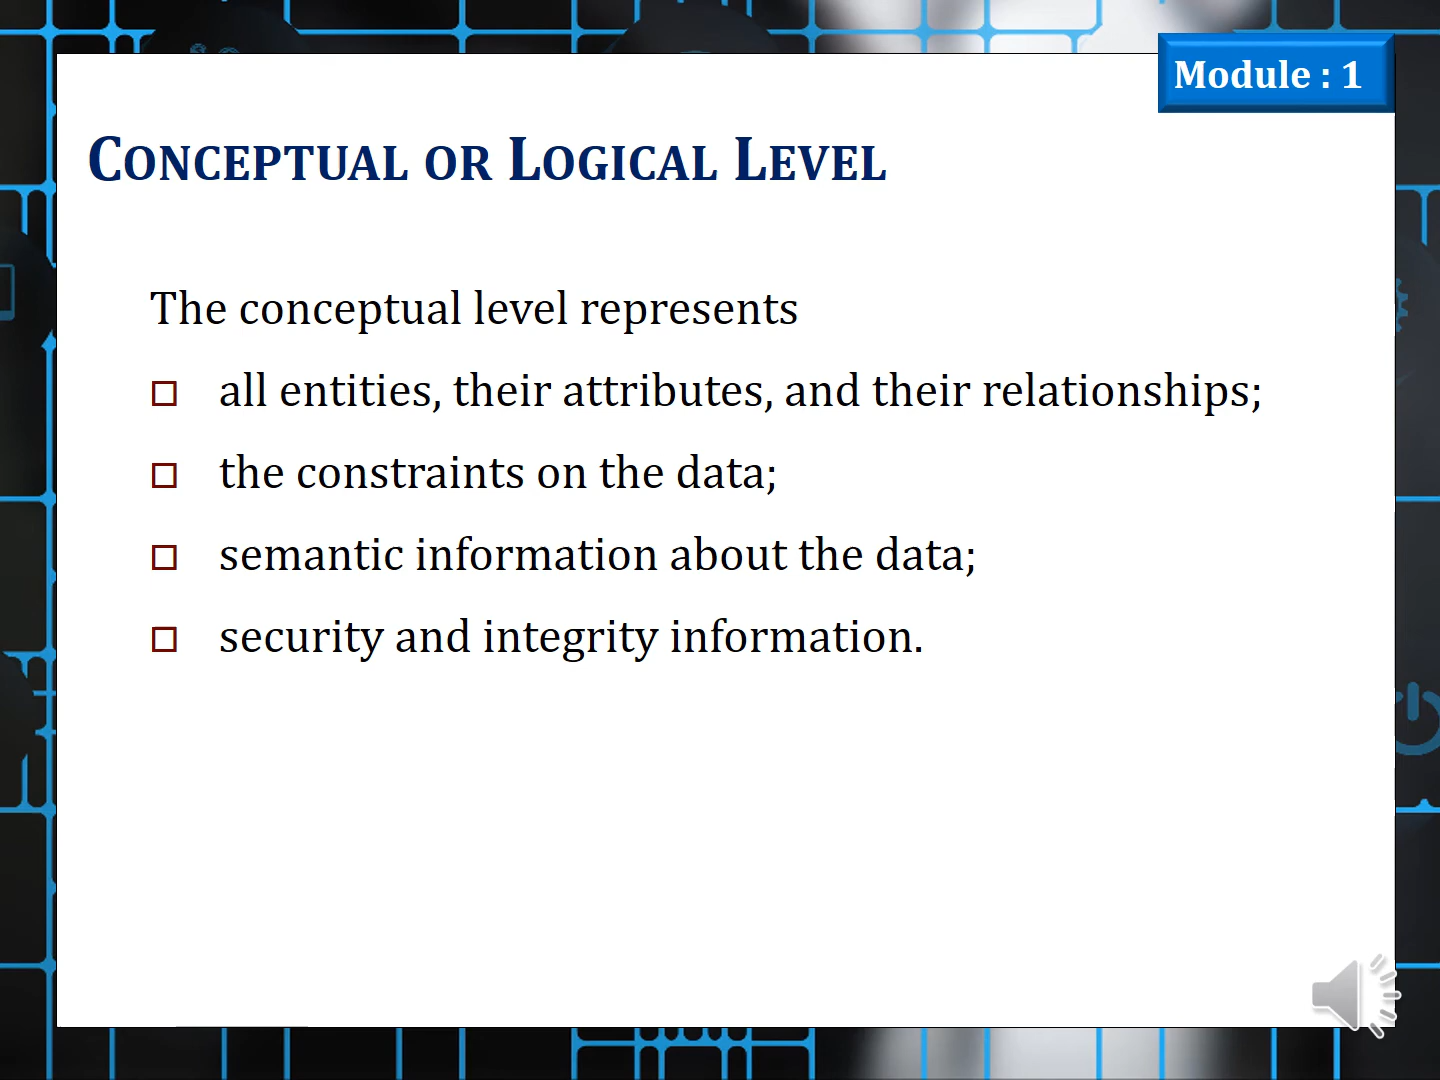 Module : 1
Conceptual or Logical Level
The conceptual level represents
all entities, their attributes, and their relationships;
the constraints on the data;
semantic information about the data;
security and integrity information.